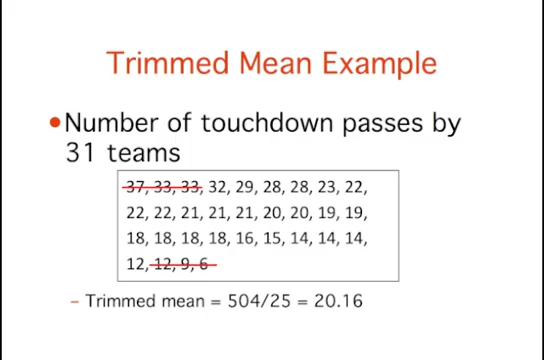 Trimmed Mean Example
•Number of touchdown passes by
31 teams
37, 33, 33, 32, 29, 28, 28, 23, 22,
22, 22, 21, 21, 21, 20, 20, 19, 19,
18, 18, 18, 18, 16, 15, 14, 14, 14,
12, 12, 9, 6
– Trimmed mean = 504/25 = 20.16